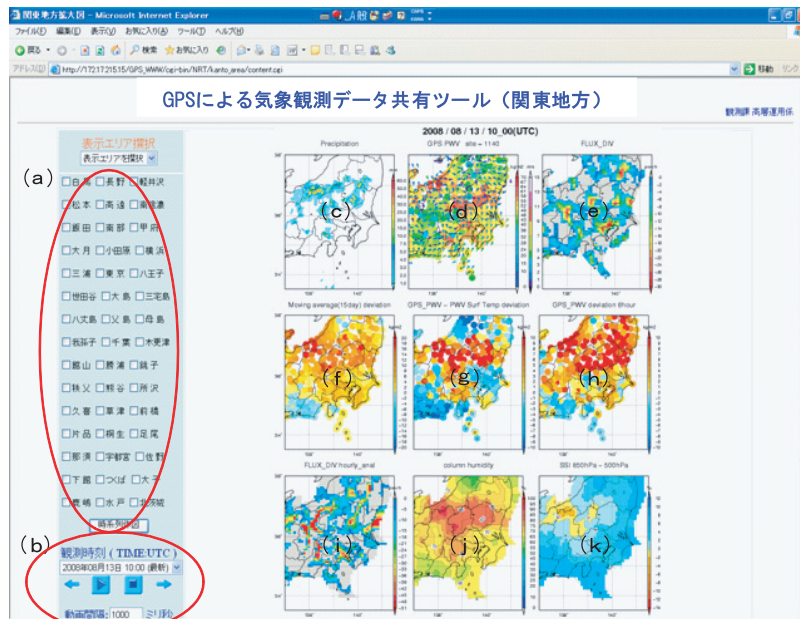 関東地方拡大図 - Microsoft Internet Explorer
ファイル(F) 編集(E) 表示(V) お気に入り(A) ツール(T) ヘルプ(H)
戻る 検索 お気に入り
アドレス(D) http://172.17.215.15/GPS_WWW/cgi-bin/NRT/kanto_area/content.cgi 移動 リンク
GPSによる気象観測データ共有ツール（関東地方）
観測課 高層運用係
表示エリア選択
表示エリアを選択
(a)
白馬 長野 軽井沢
松本 高遠 南信濃
飯田 南部 甲府
大月 小田原 横浜
三浦 東京 八王子
世田谷 大島 三宅島
八丈島 父島 母島
我孫子 千葉 木更津
館山 勝浦 銚子
秩父 熊谷 所沢
久喜 草津 前橋
片品 桐生 足尾
那須 宇都宮 佐野
下館 つくば 大子
鹿嶋 水戸 北茨城
時系列作図
(b)
観測時刻 (TIME:UTC)
2008年08月13日 10:00 (最新)
動画間隔: 1000 ミリ秒
2008 / 08 / 13 / 10_00(UTC)
Precipitation
(c)
GPS PWV site = 1140
(d)
FLUX_DIV
(e)
Moving average(15day) deviation
(f)
GPS_PWV - PWV Surf Temp deviation
(g)
GPS_PWV deviation 6hour
(h)
FLUX_DIV hourly_anal
(i)
column humidity
(j)
SSI 850hPa - 500hPa
(k)